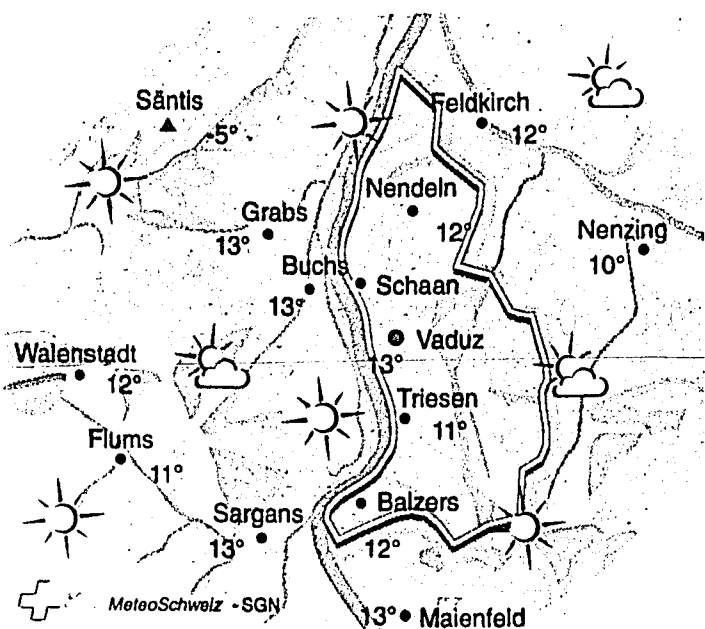 Säntis
-5°
Feldkirch
12°
Nendeln
12°
Grabs
13°
Nenzing
10°
Buchs
13°
Schaan
Vaduz
13°
Walenstadt
12°
Triesen
11°
Flums
11°
Sargans
13°
Balzers
12°
MeteoSchweiz - SGN
13°
Maienfeld